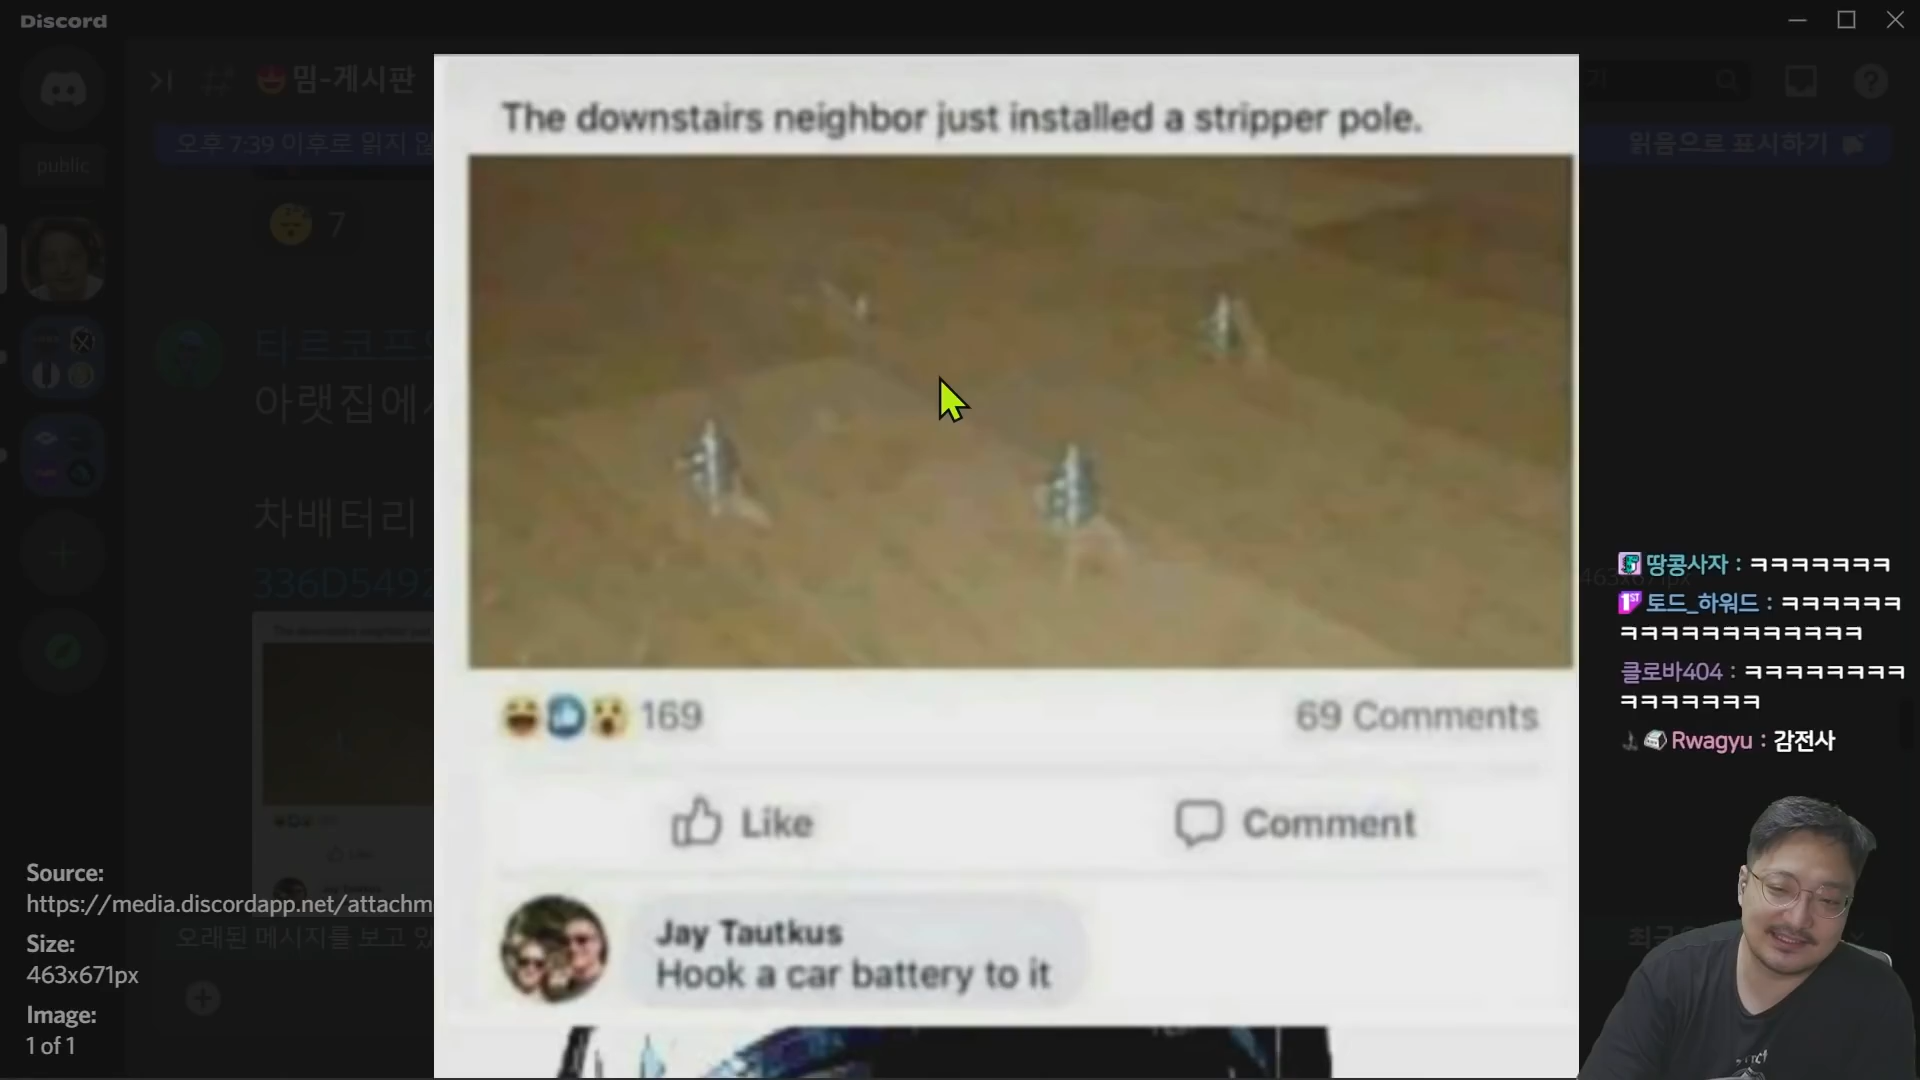 Discord
밈-게시판
The downstairs neighbor just installed a stripper pole.
오후 7:39 이후로 읽지 않
읽음으로 표시하기
public
7
타르코프
아랫집에서
차배터리
336D5492
463x671px
땅콩사자 : ㅋㅋㅋㅋㅋㅋㅋ
토드_하워드 : ㅋㅋㅋㅋㅋㅋ
ㅋㅋㅋㅋㅋㅋㅋㅋㅋㅋㅋㅋ
클로바404 : ㅋㅋㅋㅋㅋㅋㅋㅋ
ㅋㅋㅋㅋㅋㅋㅋ
Rwagyu : 감전사
169
69 Comments
Like
Comment
Jay Tautkus
Hook a car battery to it
Source:
https://media.discordapp.net/attachm
오래된 메시지를 보고 있
Size:
463x671px
Image:
1 of 1